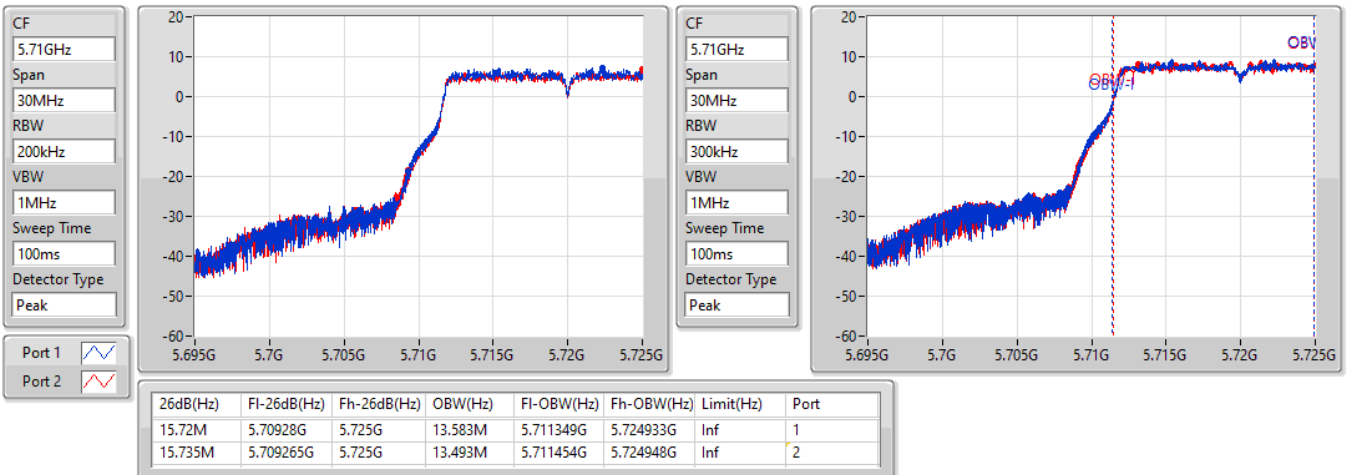 CF
5.71GHz
Span
30MHz
RBW
200kHz
VBW
1MHz
Sweep Time
100ms
Detector Type
Peak
20
10
0
-10
-20
-30
-40
-50
-60
5.695G 5.7G 5.705G 5.71G 5.715G 5.72G 5.725G
CF
5.71GHz
Span
30MHz
RBW
300kHz
VBW
1MHz
Sweep Time
100ms
Detector Type
Peak
20
10
0
-10
-20
-30
-40
-50
-60
OBW-l
OBW
5.695G 5.7G 5.705G 5.71G 5.715G 5.72G 5.725G
Port 1
Port 2
26dB(Hz) Fl-26dB(Hz) Fh-26dB(Hz) OBW(Hz) Fl-OBW(Hz) Fh-OBW(Hz) Limit(Hz) Port
15.72M 5.70928G 5.725G 13.583M 5.711349G 5.724933G Inf 1
15.735M 5.709265G 5.725G 13.493M 5.711454G 5.724948G Inf 2